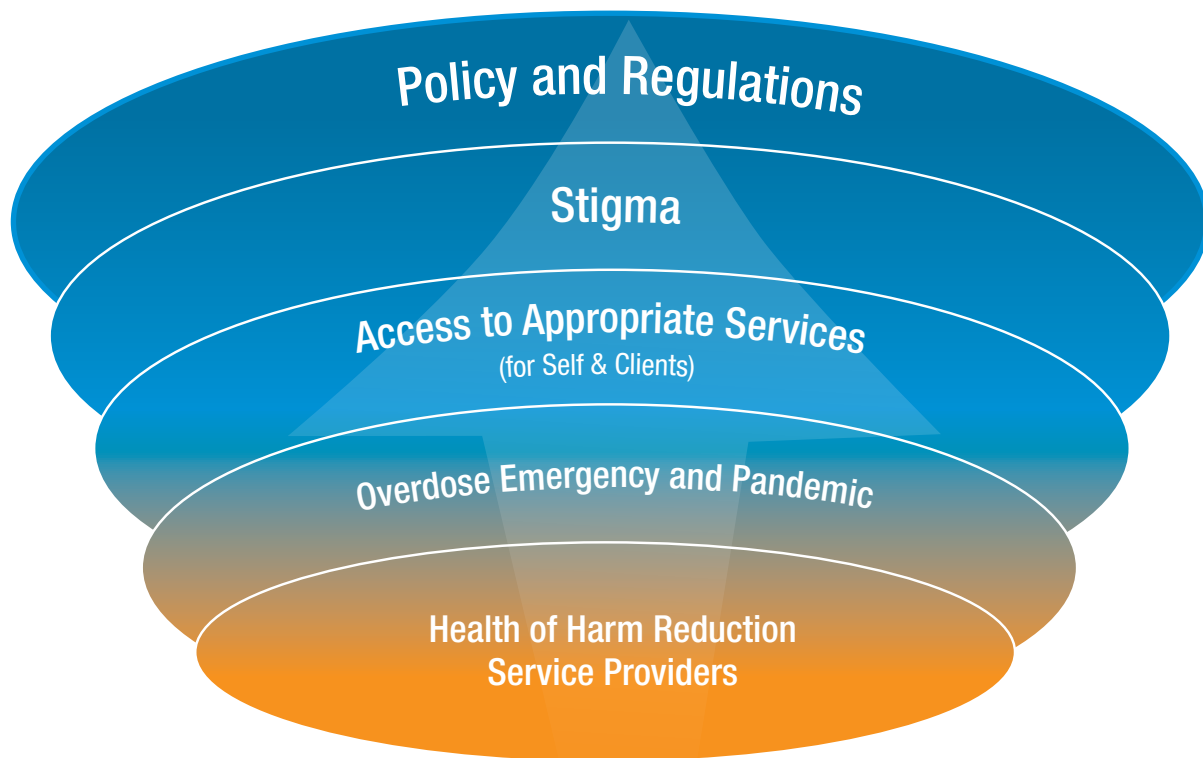 Policy and Regulations
Stigma
Access to Appropriate Services
(for Self & Clients)
Overdose Emergency and Pandemic
Health of Harm Reduction
Service Providers